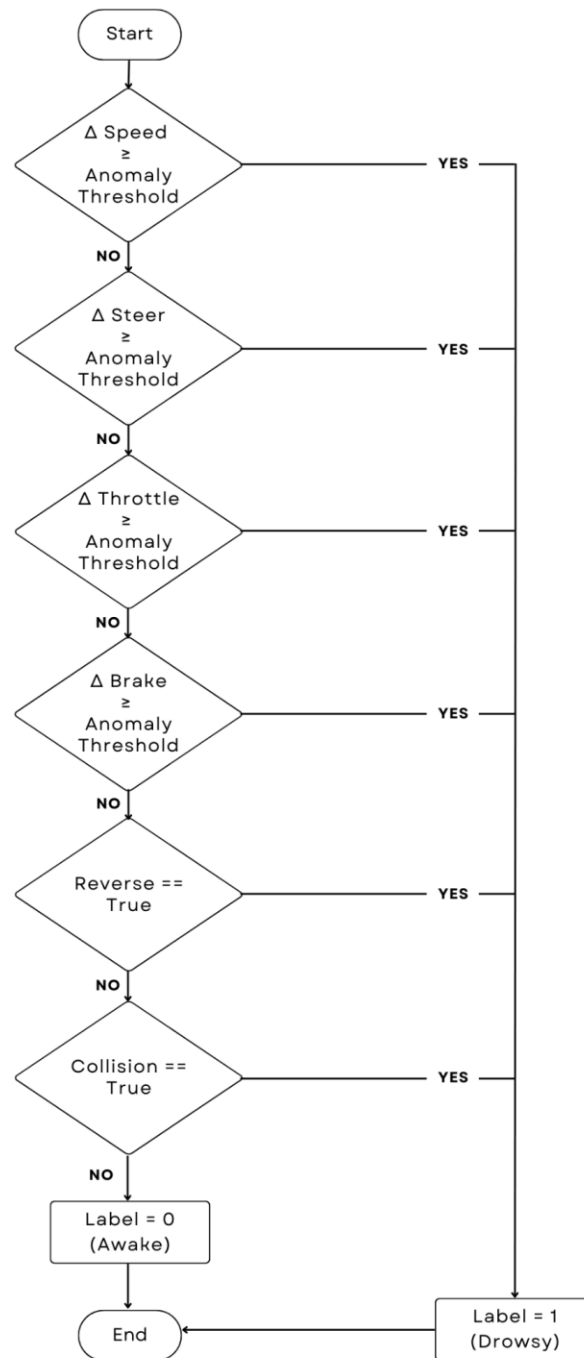 Start
Δ Speed
≥
Anomaly
Threshold
YES
NO
Δ Steer
≥
Anomaly
Threshold
YES
NO
Δ Throttle
≥
Anomaly
Threshold
YES
NO
Δ Brake
≥
Anomaly
Threshold
YES
NO
Reverse ==
True
YES
NO
Collision ==
True
YES
NO
Label = 0
(Awake)
Label = 1
(Drowsy)
End